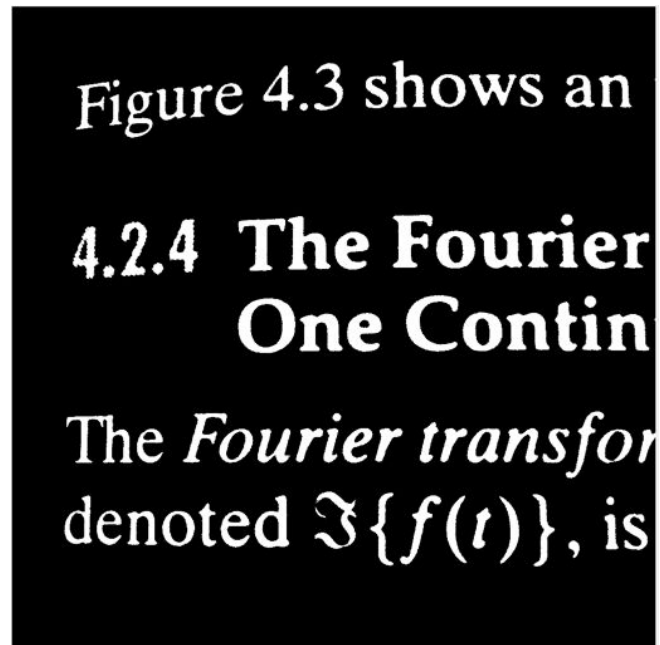 Figure 4.3 shows an
4.2.4 The Fourier
One Contin
The Fourier transfor
denoted ℑ{f(t)}, is